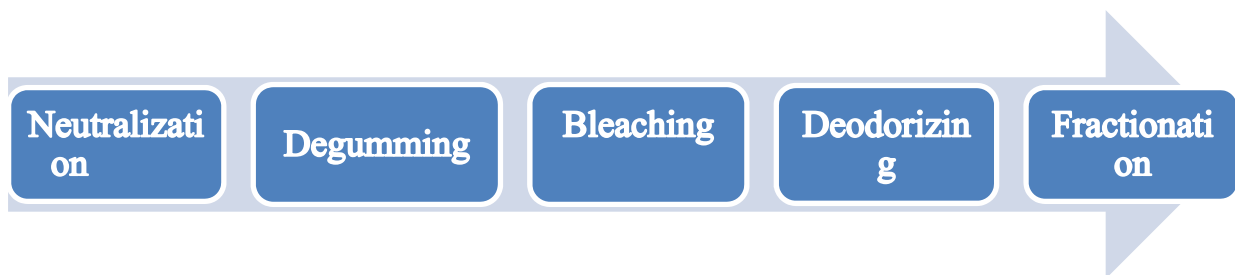 Neutralizati
on
Degumming
Bleaching
Deodorizin
g
Fractionati
on